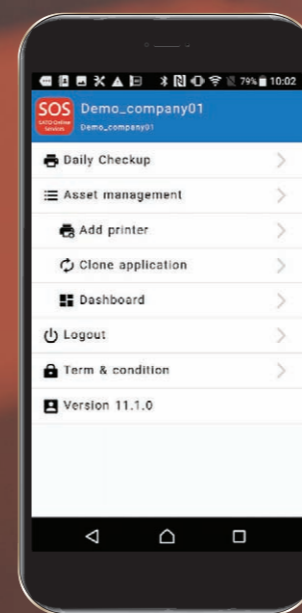 79% 10:02
SOS
SATO Online
Services
Demo_company01
Demo_company01
Daily Checkup
Asset management
Add printer
Clone application
Dashboard
Logout
Term & condition
Version 11.1.0